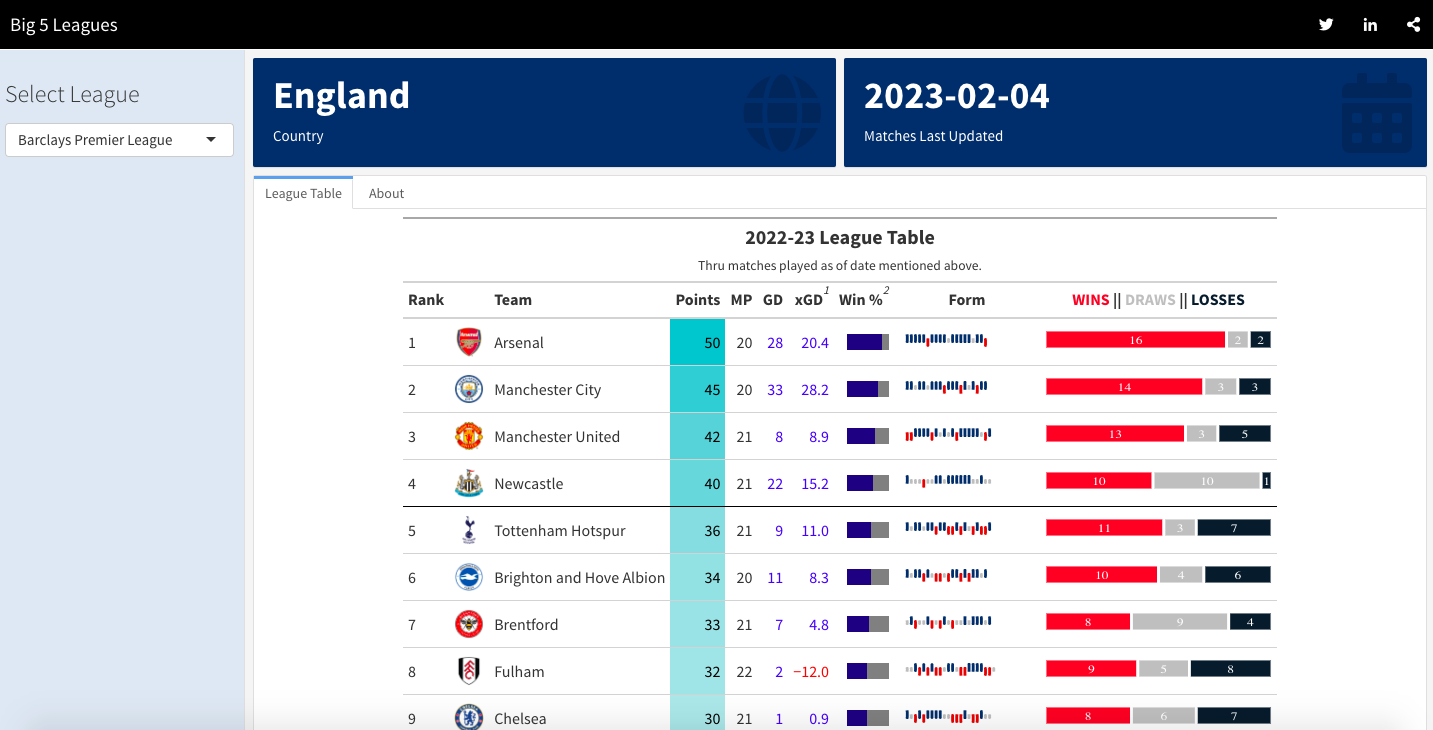 Big 5 Leagues
Select League
Barclays Premier League
England
Country
2023-02-04
Matches Last Updated
League Table About
2022-23 League Table
Thru matches played as of date mentioned above.
Rank Team Points MP GD xGD1 Win %2 Form WINS || DRAWS || LOSSES
1 Arsenal 50 20 28 20.4 16 2 2
2 Manchester City 45 20 33 28.2 14 3 3
3 Manchester United 42 21 8 8.9 13 3 5
4 Newcastle 40 21 22 15.2 10 10 1
5 Tottenham Hotspur 36 21 9 11.0 11 3 7
6 Brighton and Hove Albion 34 20 11 8.3 10 4 6
7 Brentford 33 21 7 4.8 8 9 4
8 Fulham 32 22 2 −12.0 9 5 8
9 Chelsea 30 21 1 0.9 8 6 7